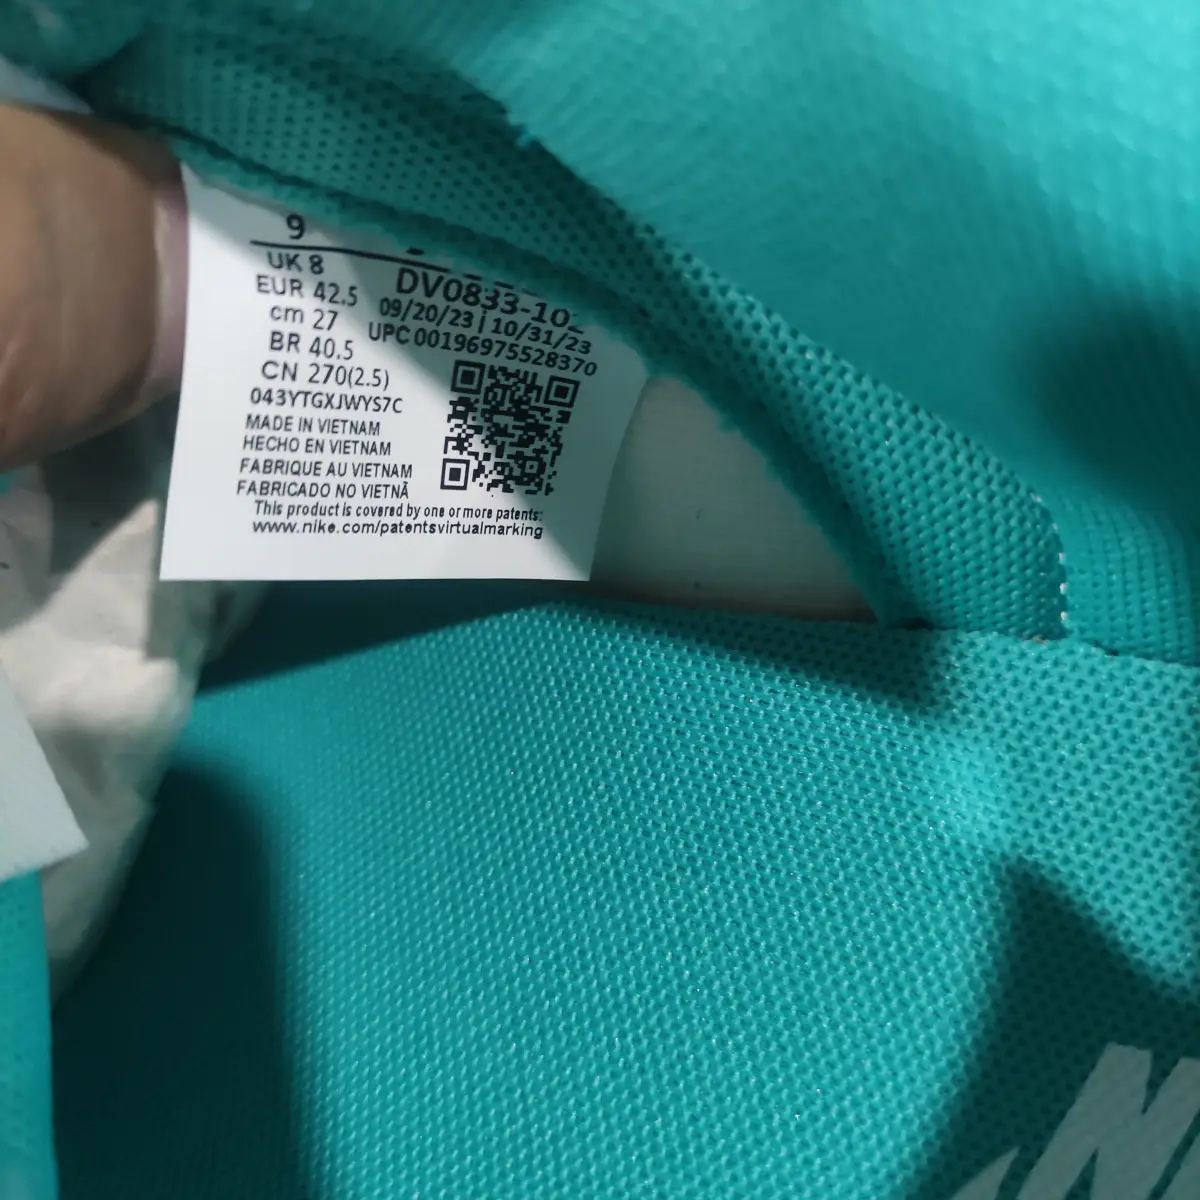 9
UK 8
EUR 42.5
cm 27
BR 40.5
CN 270(2.5)
043YTGXJWYS7C
DV0833-102
09/20/23 | 10/31/23
UPC 00196975528370
MADE IN VIETNAM
HECHO EN VIETNAM
FABRIQUE AU VIETNAM
FABRICADO NO VIETNÃ
This product is covered by one or more patents:
www.nike.com/patentsvirtualmarking